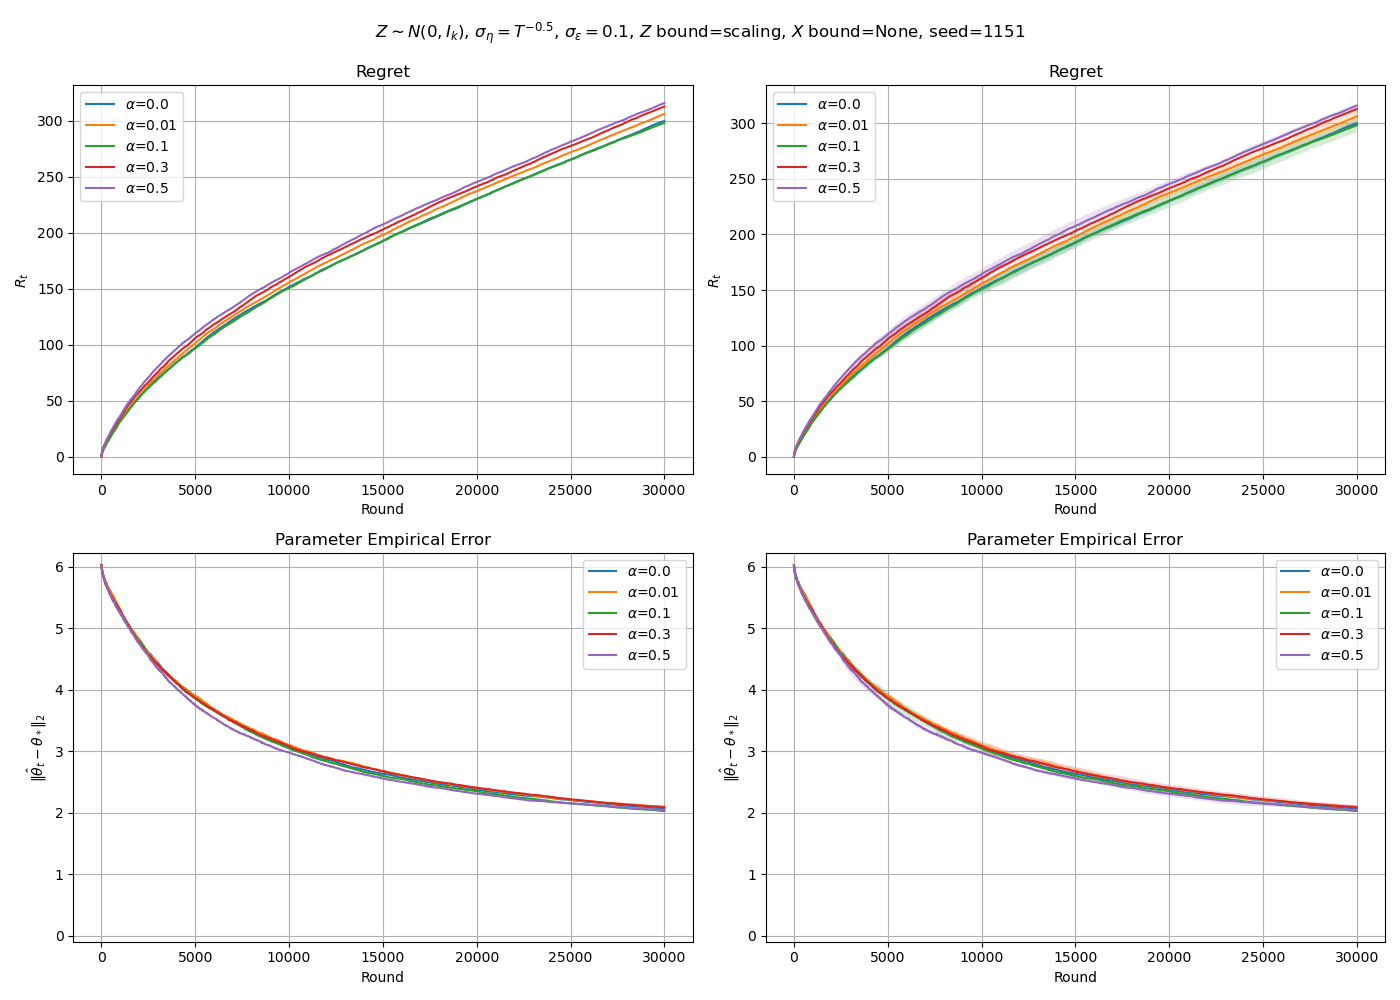 Z ∼ N(0, I_k), σ_η = T^{−0.5}, σ_ε = 0.1, Z bound=scaling, X bound=None, seed=1151
Regret
R_t
300
250
200
150
100
50
0
α=0.0
α=0.01
α=0.1
α=0.3
α=0.5
0 5000 10000 15000 20000 25000 30000
Round
Regret
R_t
300
250
200
150
100
50
0
α=0.0
α=0.01
α=0.1
α=0.3
α=0.5
0 5000 10000 15000 20000 25000 30000
Round
Parameter Empirical Error
‖θ̂_t − θ_*‖_2
6
5
4
3
2
1
0
α=0.0
α=0.01
α=0.1
α=0.3
α=0.5
0 5000 10000 15000 20000 25000 30000
Round
Parameter Empirical Error
‖θ̂_t − θ_*‖_2
6
5
4
3
2
1
0
α=0.0
α=0.01
α=0.1
α=0.3
α=0.5
0 5000 10000 15000 20000 25000 30000
Round